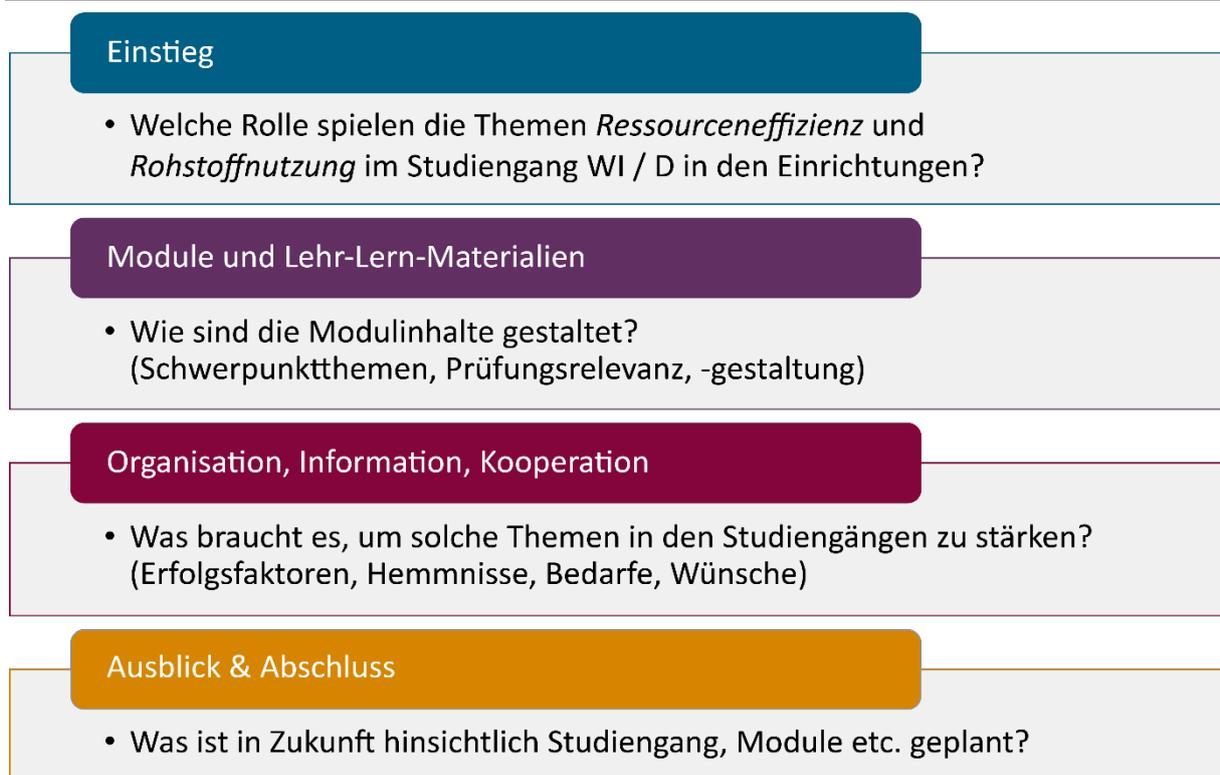 Einstieg
• Welche Rolle spielen die Themen Ressourceneffizienz und
Rohstoffnutzung im Studiengang WI / D in den Einrichtungen?
Module und Lehr-Lern-Materialien
• Wie sind die Modulinhalte gestaltet?
(Schwerpunktthemen, Prüfungsrelevanz, -gestaltung)
Organisation, Information, Kooperation
• Was braucht es, um solche Themen in den Studiengängen zu stärken?
(Erfolgsfaktoren, Hemmnisse, Bedarfe, Wünsche)
Ausblick & Abschluss
• Was ist in Zukunft hinsichtlich Studiengang, Module etc. geplant?